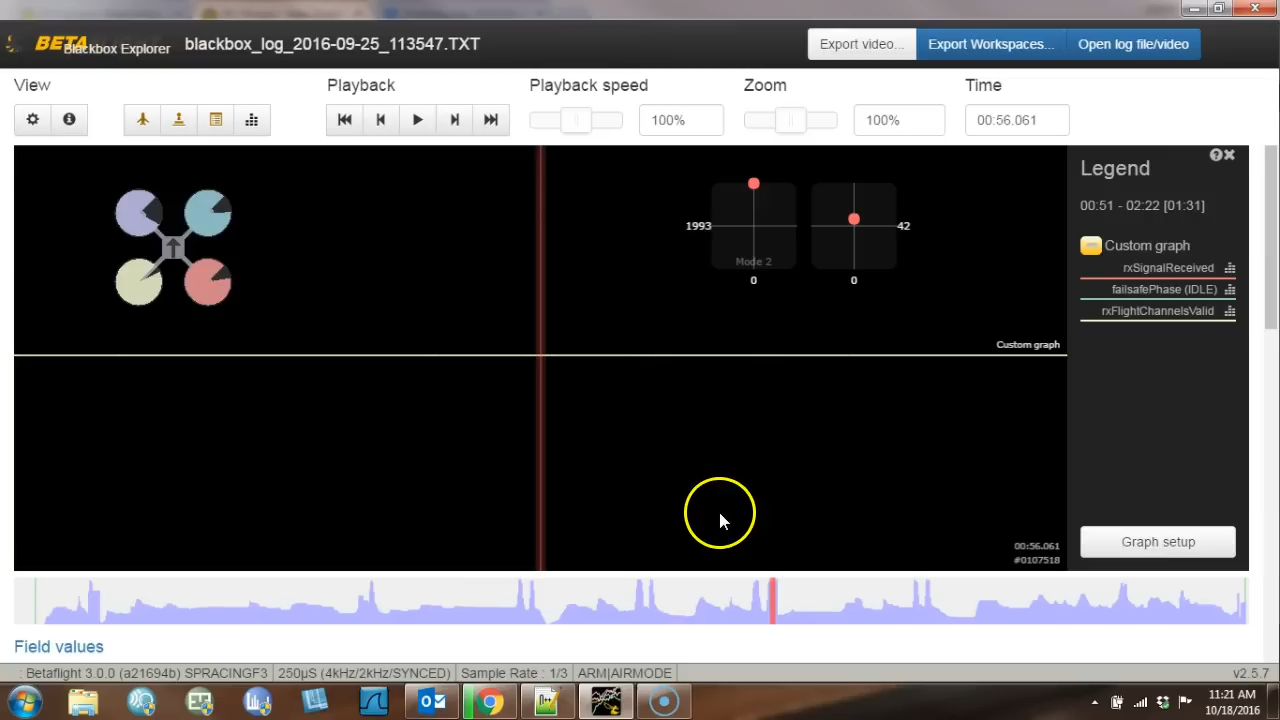 BETA
Blackbox Explorer
blackbox_log_2016-09-25_113547.TXT
Export video...
Export Workspaces...
Open log file/video
View
Playback
Playback speed
Zoom
Time
100%
100%
00:56.061
Legend
00:51 - 02:22 [01:31]
1993
42
Mode 2
0
0
Custom graph
rxSignalReceived
failsafePhase (IDLE)
rxFlightChannelsValid
Custom graph
Graph setup
00:56.061
#0107518
Field values
: Betaflight 3.0.0 (a21694b) SPRACINGF3
250µS (4kHz/2kHz/SYNCED)
Sample Rate : 1/3
ARM|AIRMODE
v2.5.7
11:21 AM
10/18/2016